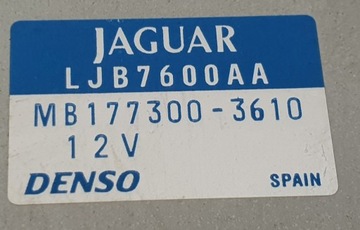 JAGUAR
LJB7600AA
MB177300-3610
12V
DENSO SPAIN